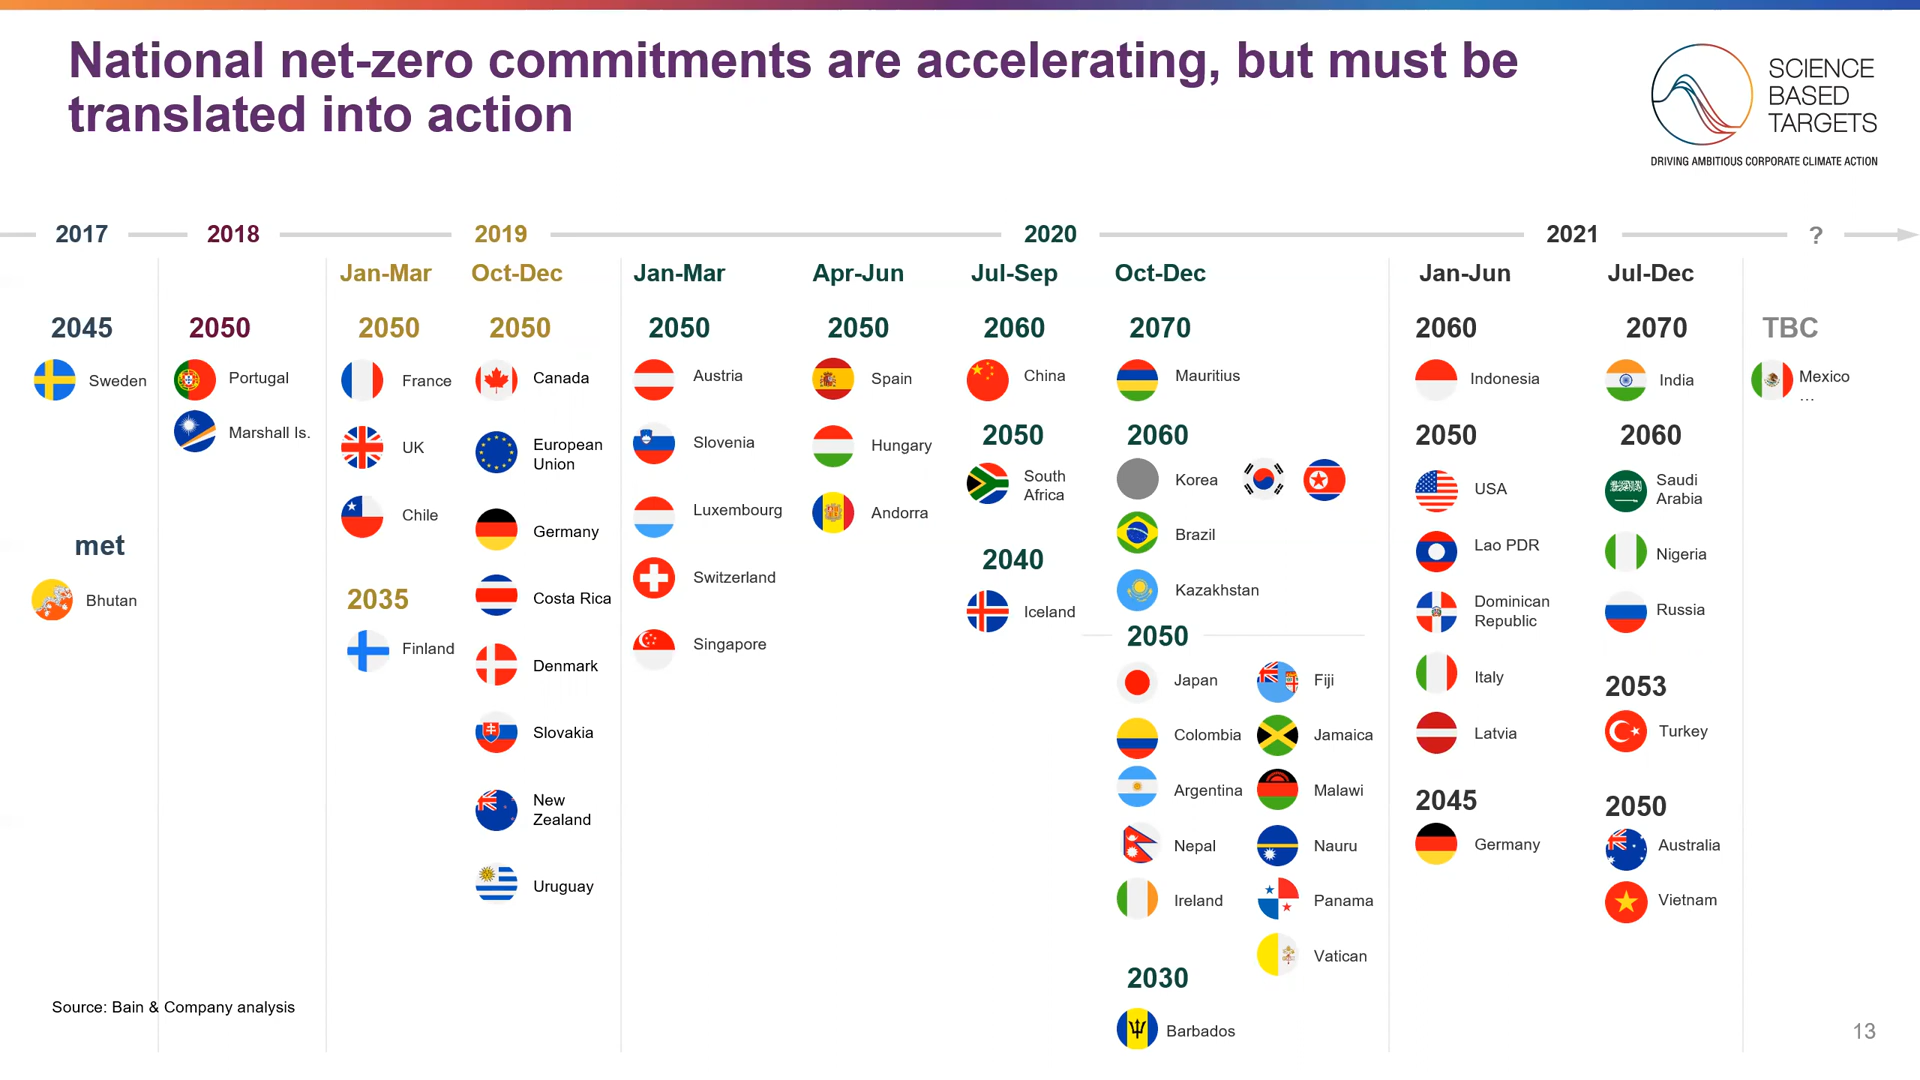 National net-zero commitments are accelerating, but must be
translated into action
SCIENCE
BASED
TARGETS
DRIVING AMBITIOUS CORPORATE CLIMATE ACTION
2017
2018
2019
2020
2021
?
Jan-Mar
Oct-Dec
Jan-Mar
Apr-Jun
Jul-Sep
Oct-Dec
Jan-Jun
Jul-Dec
2045
Sweden
met
Bhutan
2050
Portugal
Marshall Is.
2050
France
UK
Chile
2035
Finland
2050
Canada
European
Union
Germany
Costa Rica
Denmark
Slovakia
New
Zealand
Uruguay
2050
Austria
Slovenia
Luxembourg
Switzerland
Singapore
2050
Spain
Hungary
Andorra
2060
China
2050
South
Africa
2040
Iceland
2070
Mauritius
2060
Korea
Brazil
Kazakhstan
2050
Japan
Colombia
Argentina
Nepal
Ireland
Fiji
Jamaica
Malawi
Nauru
Panama
Vatican
2030
Barbados
2060
Indonesia
2050
USA
Lao PDR
Dominican
Republic
Italy
Latvia
2045
Germany
2070
India
2060
Saudi
Arabia
Nigeria
Russia
2053
Turkey
2050
Australia
Vietnam
TBC
Mexico
...
Source: Bain & Company analysis
13